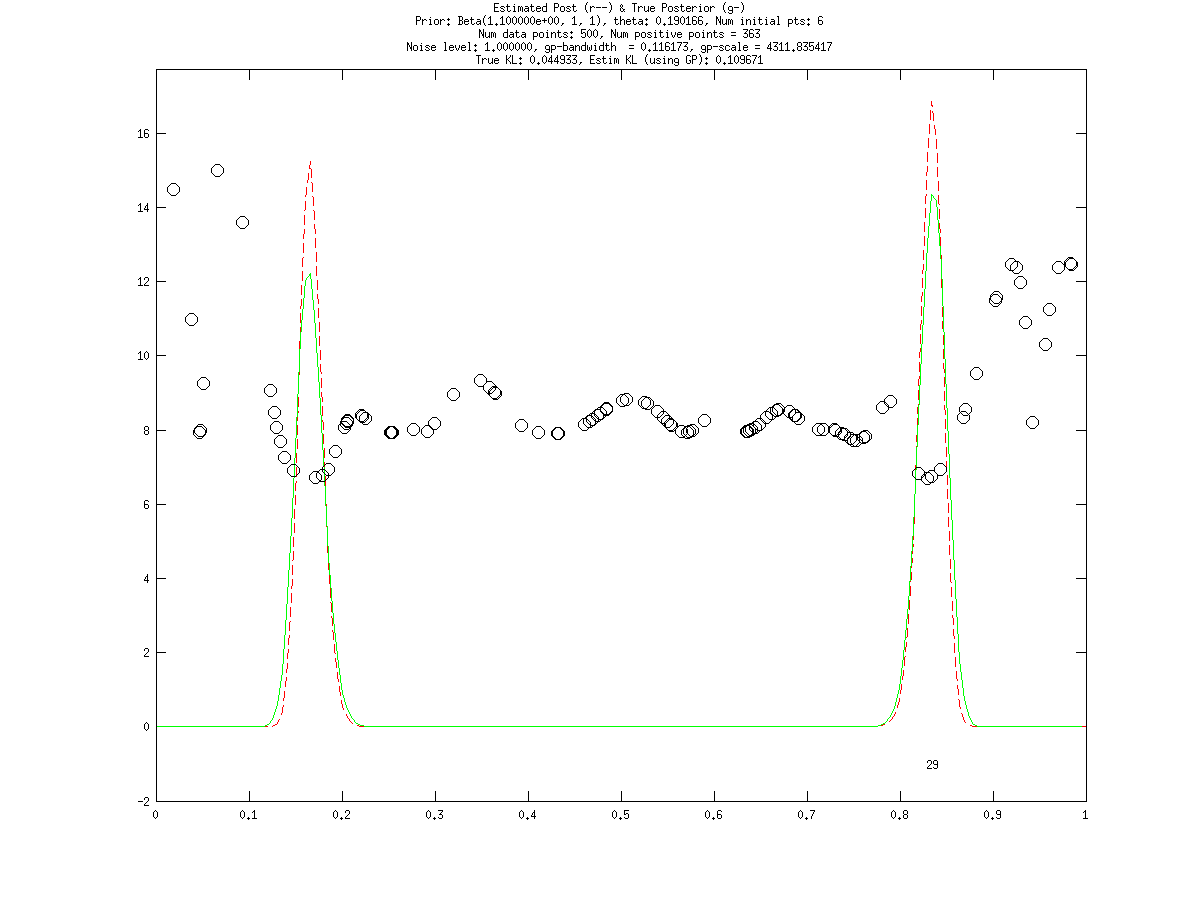 Estimated Post (r--) & True Posterior (g-)
Prior: Beta(1.100000e+00, 1, 1), theta: 0.190166, Num initial pts: 6
Num data points: 500, Num positive points = 363
Noise level: 1.000000, gp-bandwidth  = 0.116173, gp-scale = 4311.835417
True KL: 0.044933, Estim KL (using GP): 0.109671
16
14
12
10
8
6
4
2
0
29
-2
0 0.1 0.2 0.3 0.4 0.5 0.6 0.7 0.8 0.9 1